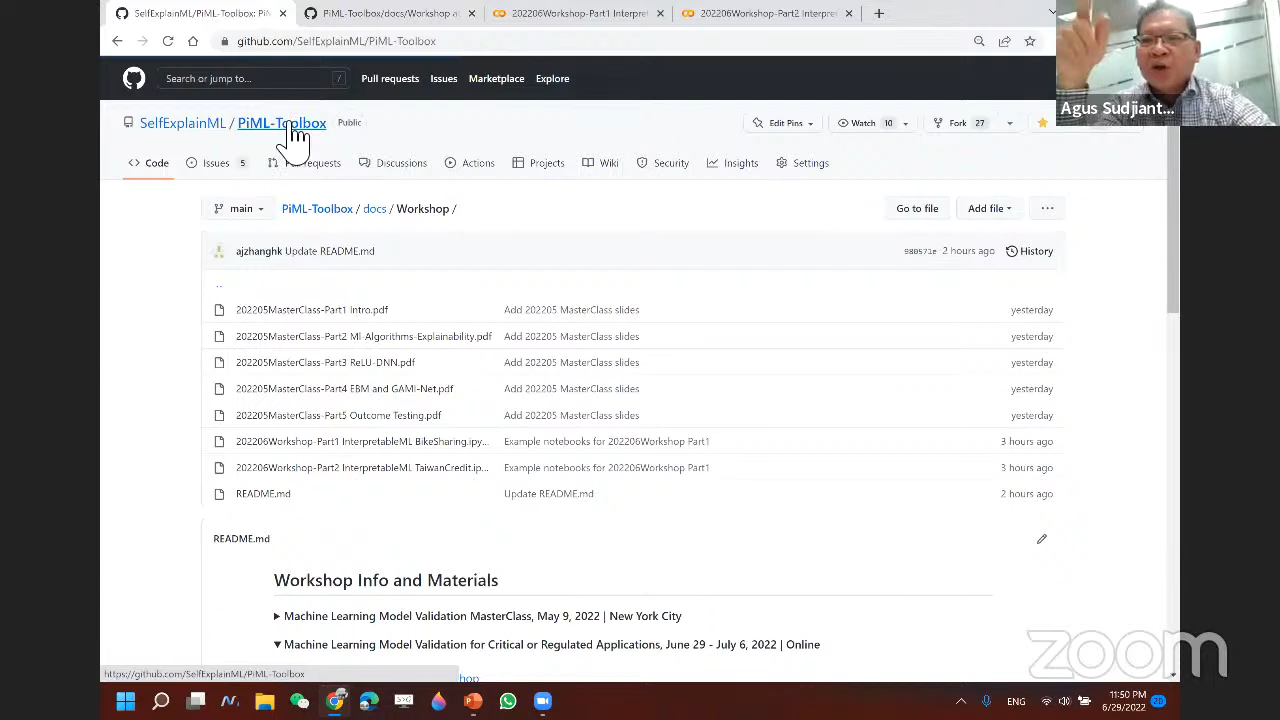 SelfExplainML/PiML-Toolbox: PiM
PiML-Toolbox/docs/Workshop at
202206Workshop-Part1 Interpret
202206Workshop-Part2 Interpret
github.com/SelfExplainML/PiML-Toolbox
Search or jump to...
/
Pull requests
Issues
Marketplace
Explore
Agus Sudjiant...
SelfExplainML / PiML-Toolbox
Public
Edit Pins
Watch 10
Fork 27
Code
Issues 5
Pull requests
Discussions
Actions
Projects
Wiki
Security
Insights
Settings
main
PiML-Toolbox / docs / Workshop /
Go to file
Add file
...
ajzhanghk Update README.md
980571e 2 hours ago
History
..
202205MasterClass-Part1 Intro.pdf Add 202205 MasterClass slides yesterday
202205MasterClass-Part2 Ml-Algorithms-Explainability.pdf Add 202205 MasterClass slides yesterday
202205MasterClass-Part3 ReLU-DNN.pdf Add 202205 MasterClass slides yesterday
202205MasterClass-Part4 EBM and GAMI-Net.pdf Add 202205 MasterClass slides yesterday
202205MasterClass-Part5 Outcome Testing.pdf Add 202205 MasterClass slides yesterday
202206Workshop-Part1 InterpretableML BikeSharing.ipy... Example notebooks for 202206Workshop Part1 3 hours ago
202206Workshop-Part2 InterpretableML TaiwanCredit.ip... Example notebooks for 202206Workshop Part1 3 hours ago
README.md Update README.md 2 hours ago
README.md
Workshop Info and Materials
Machine Learning Model Validation MasterClass, May 9, 2022 | New York City
Machine Learning Model Validation for Critical or Regulated Applications, June 29 - July 6, 2022 | Online
https://github.com/SelfExplainML/PiML-Toolbox
zoom
ENG
11:50 PM
6/29/2022
20